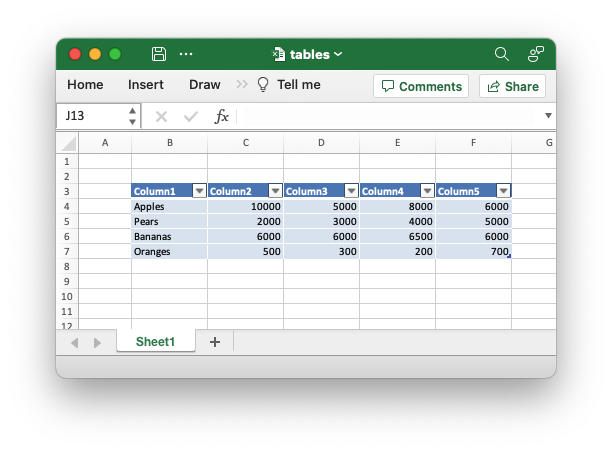 tables
Home Insert Draw Tell me Comments Share
J13 fx
A B C D E F G
1
2
3 Column1 Column2 Column3 Column4 Column5
4 Apples 10000 5000 8000 6000
5 Pears 2000 3000 4000 5000
6 Bananas 6000 6000 6500 6000
7 Oranges 500 300 200 700
8
9
10
11
12
Sheet1 +